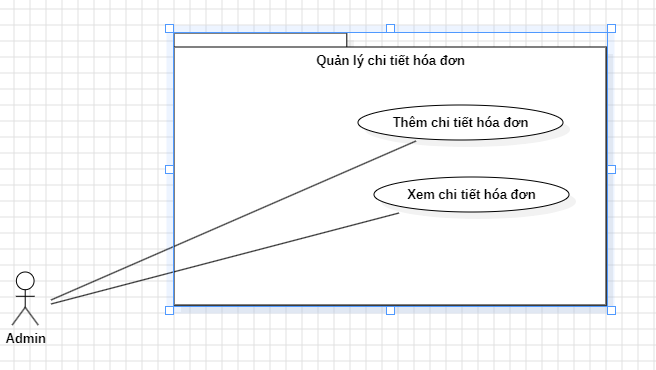 Quản lý chi tiết hóa đơn
Thêm chi tiết hóa đơn
Xem chi tiết hóa đơn
Admin